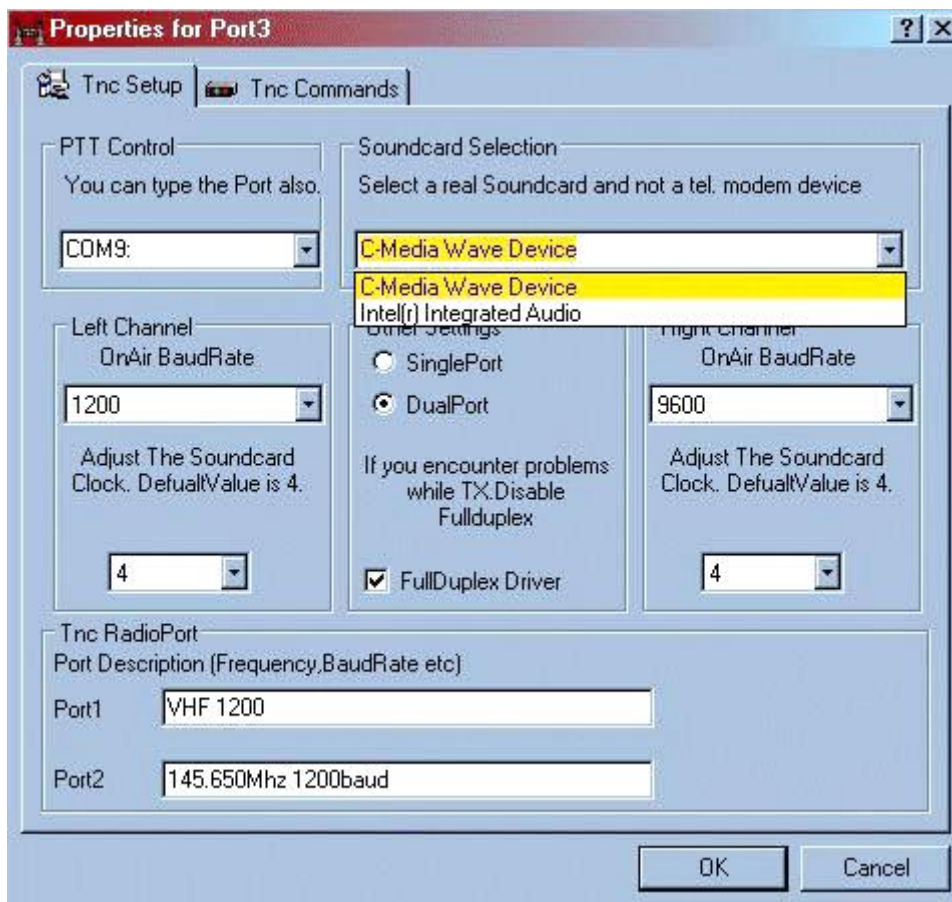 Properties for Port3
Tnc Setup
Tnc Commands
PTT Control
You can type the Port also.
COM9:
Soundcard Selection
Select a real Soundcard and not a tel. modem device
C-Media Wave Device
C-Media Wave Device
Intel(r) Integrated Audio
Left Channel
OnAir BaudRate
1200
Adjust The Soundcard
Clock. DefualtValue is 4.
4
Other Settings
SinglePort
DualPort
If you encounter problems
while TX.Disable
Fullduplex
FullDuplex Driver
Right Channel
OnAir BaudRate
9600
Adjust The Soundcard
Clock. DefualtValue is 4.
4
Tnc RadioPort
Port Description (Frequency,BaudRate etc)
Port1
VHF 1200
Port2
145.650Mhz 1200baud
OK
Cancel